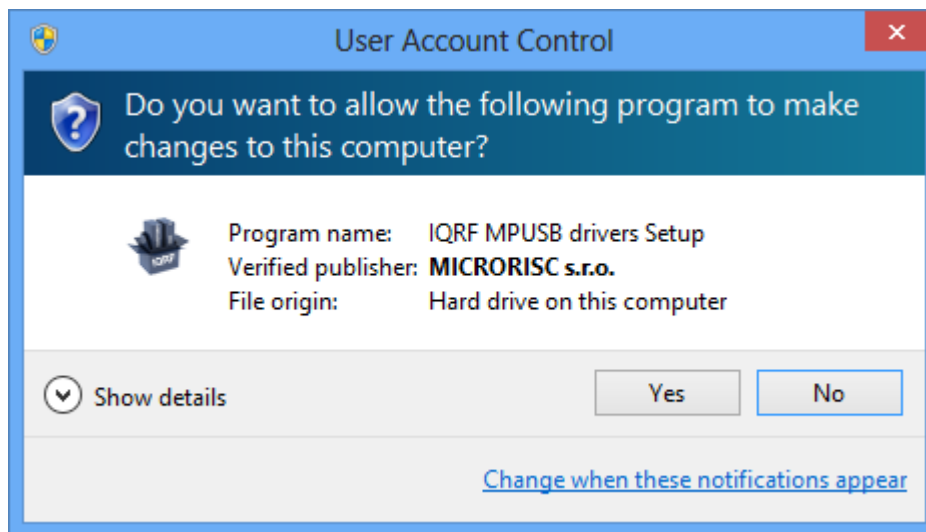 User Account Control
Do you want to allow the following program to make
changes to this computer?
IQRF
Program name: IQRF MPUSB drivers Setup
Verified publisher: MICRORISC s.r.o.
File origin: Hard drive on this computer
Show details
Yes
No
Change when these notifications appear